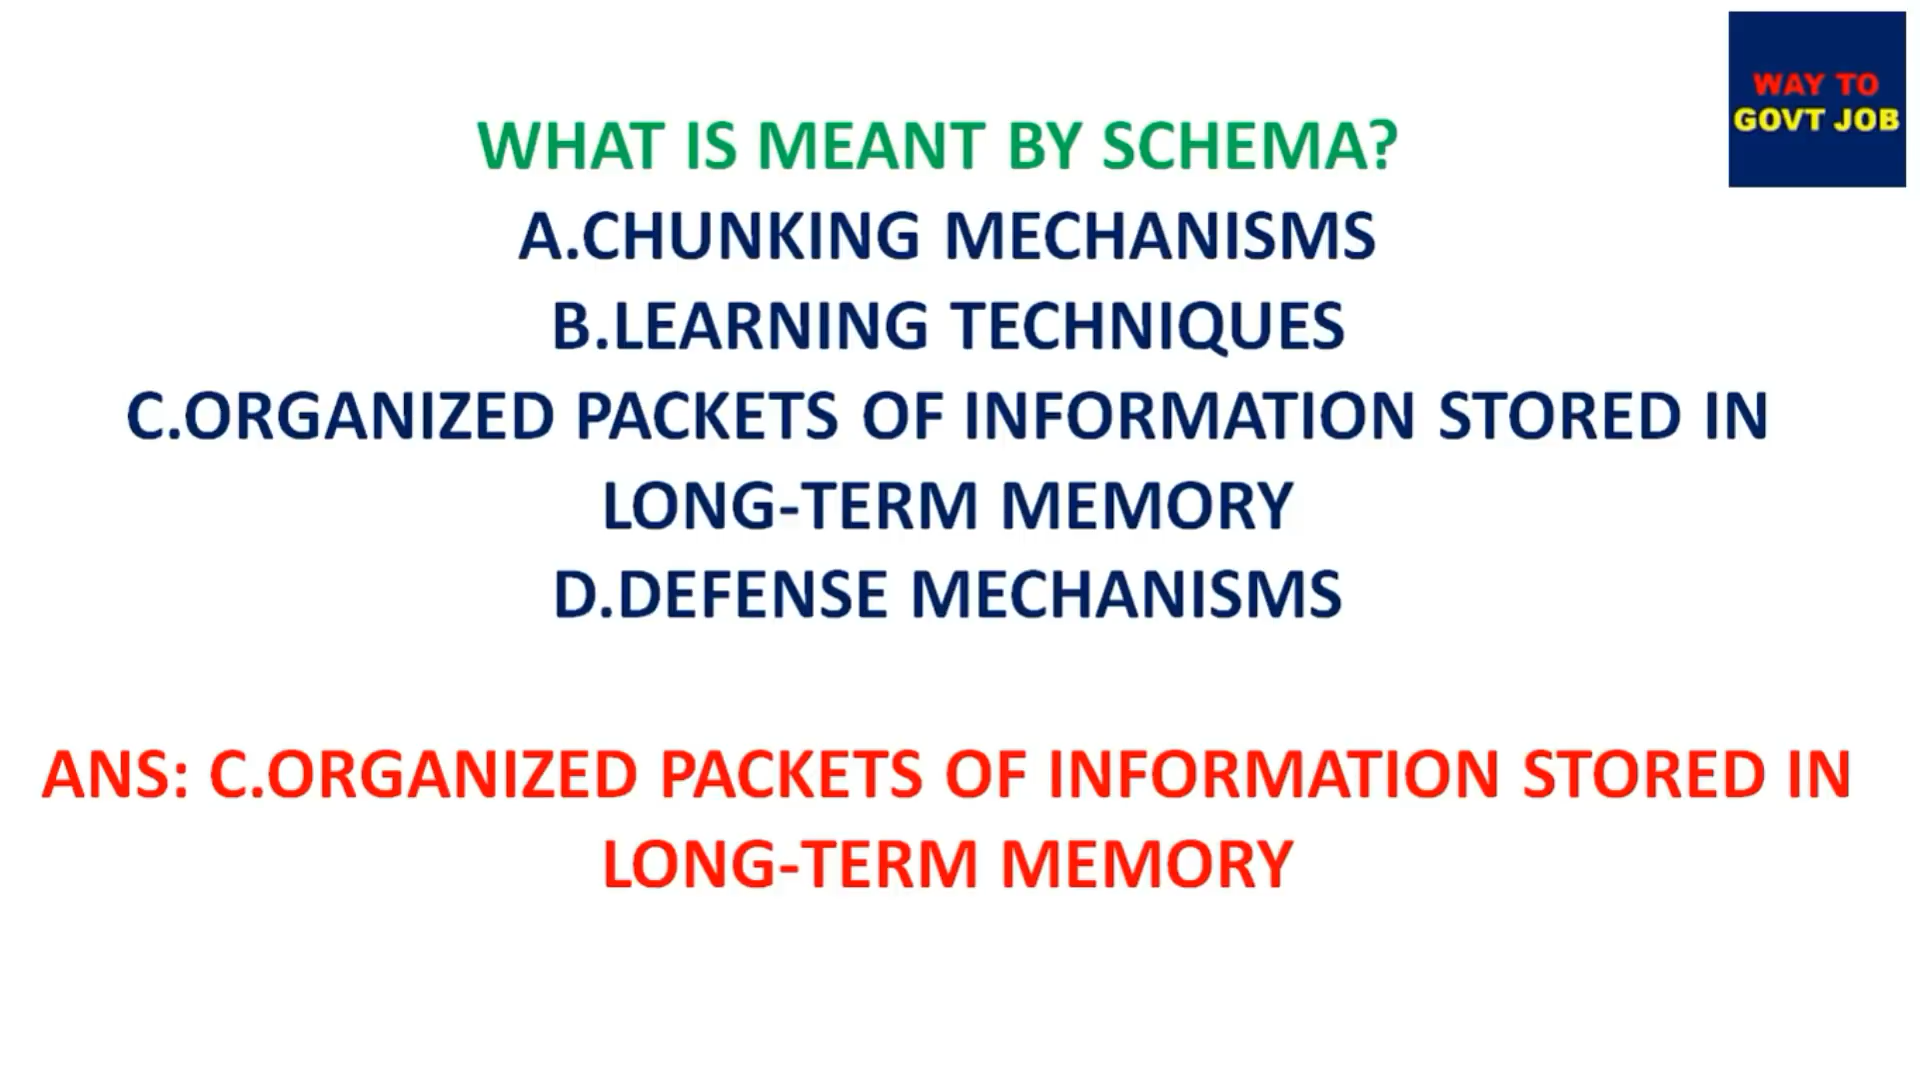 WAY TO
GOVT JOB
WHAT IS MEANT BY SCHEMA?
A.CHUNKING MECHANISMS
B.LEARNING TECHNIQUES
C.ORGANIZED PACKETS OF INFORMATION STORED IN
LONG-TERM MEMORY
D.DEFENSE MECHANISMS
ANS: C.ORGANIZED PACKETS OF INFORMATION STORED IN
LONG-TERM MEMORY